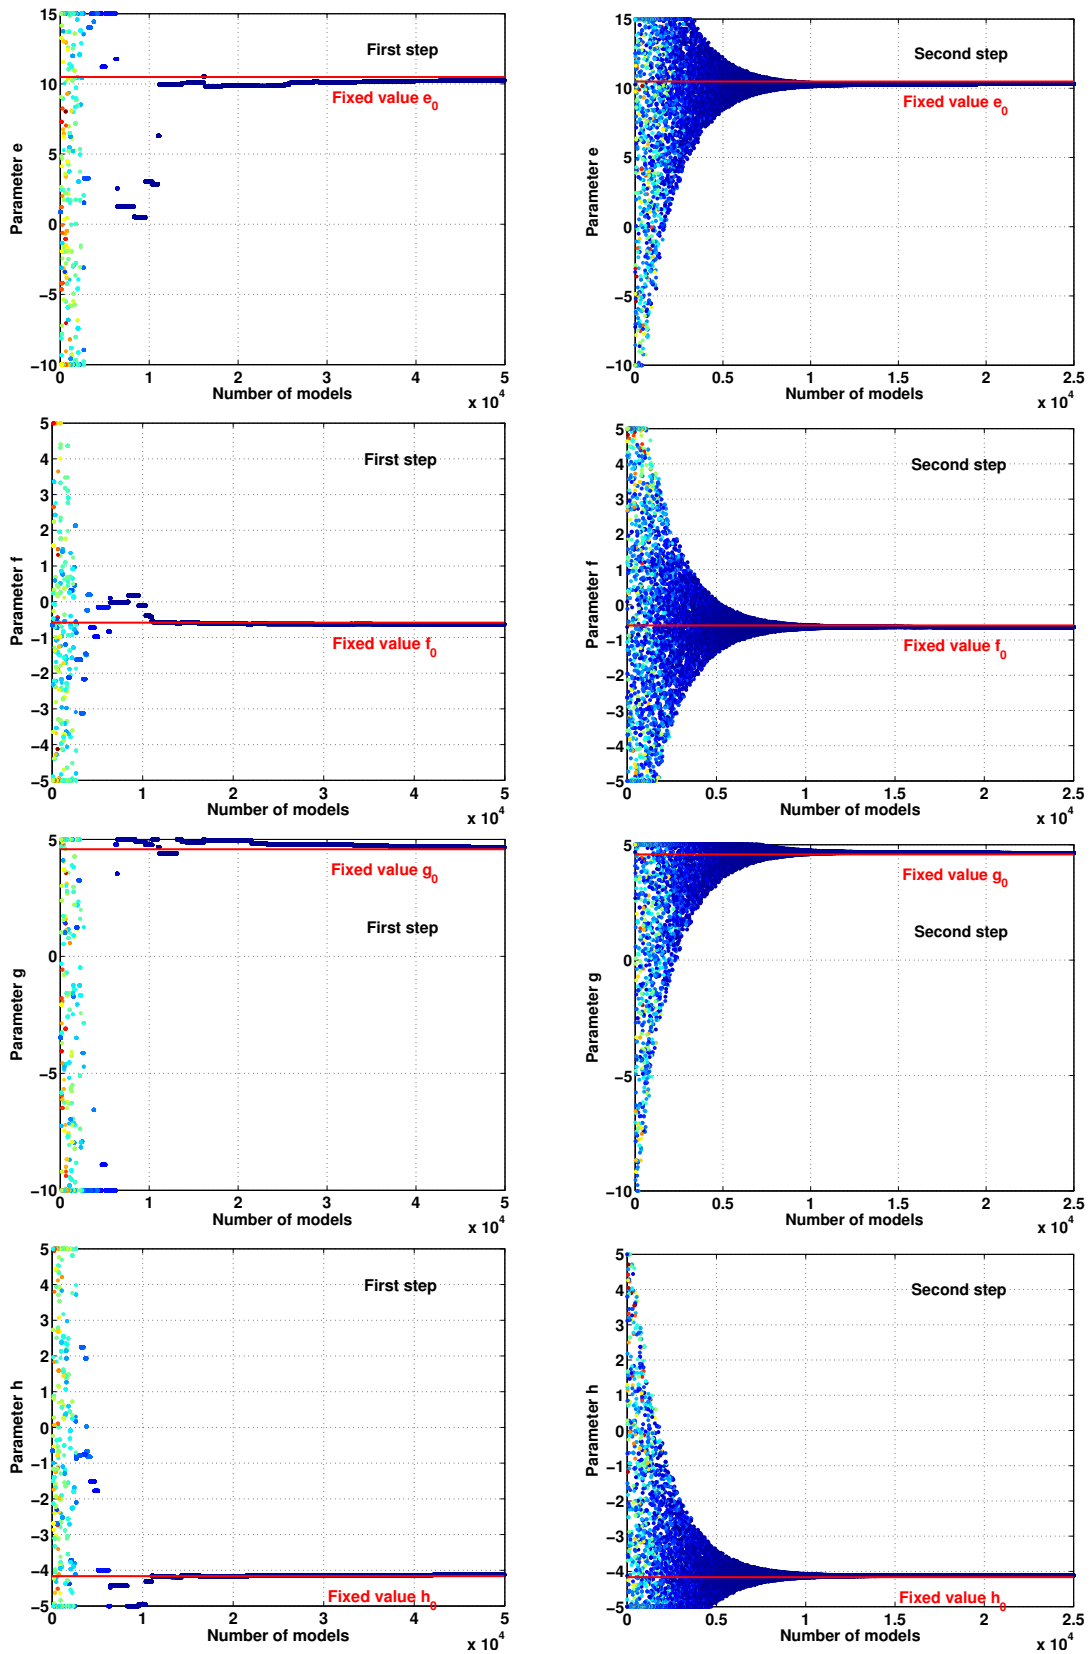 15
10
5
0
−5
−10
Parameter e
First step
Fixed value e0
0 1 2 3 4 5
Number of models
x 10^4
15
10
5
0
−5
−10
Parameter e
Second step
Fixed value e0
0 0.5 1 1.5 2 2.5
Number of models
x 10^4
5
4
3
2
1
0
−1
−2
−3
−4
−5
Parameter f
First step
Fixed value f0
0 1 2 3 4 5
Number of models
x 10^4
5
4
3
2
1
0
−1
−2
−3
−4
−5
Parameter f
Second step
Fixed value f0
0 0.5 1 1.5 2 2.5
Number of models
x 10^4
5
0
−5
−10
Parameter g
Fixed value g0
First step
0 1 2 3 4 5
Number of models
x 10^4
5
0
−5
−10
Parameter g
Fixed value g0
Second step
0 0.5 1 1.5 2 2.5
Number of models
x 10^4
5
4
3
2
1
0
−1
−2
−3
−4
−5
Parameter h
First step
Fixed value h0
0 1 2 3 4 5
Number of models
x 10^4
5
4
3
2
1
0
−1
−2
−3
−4
−5
Parameter h
Second step
Fixed value h0
0 0.5 1 1.5 2 2.5
Number of models
x 10^4